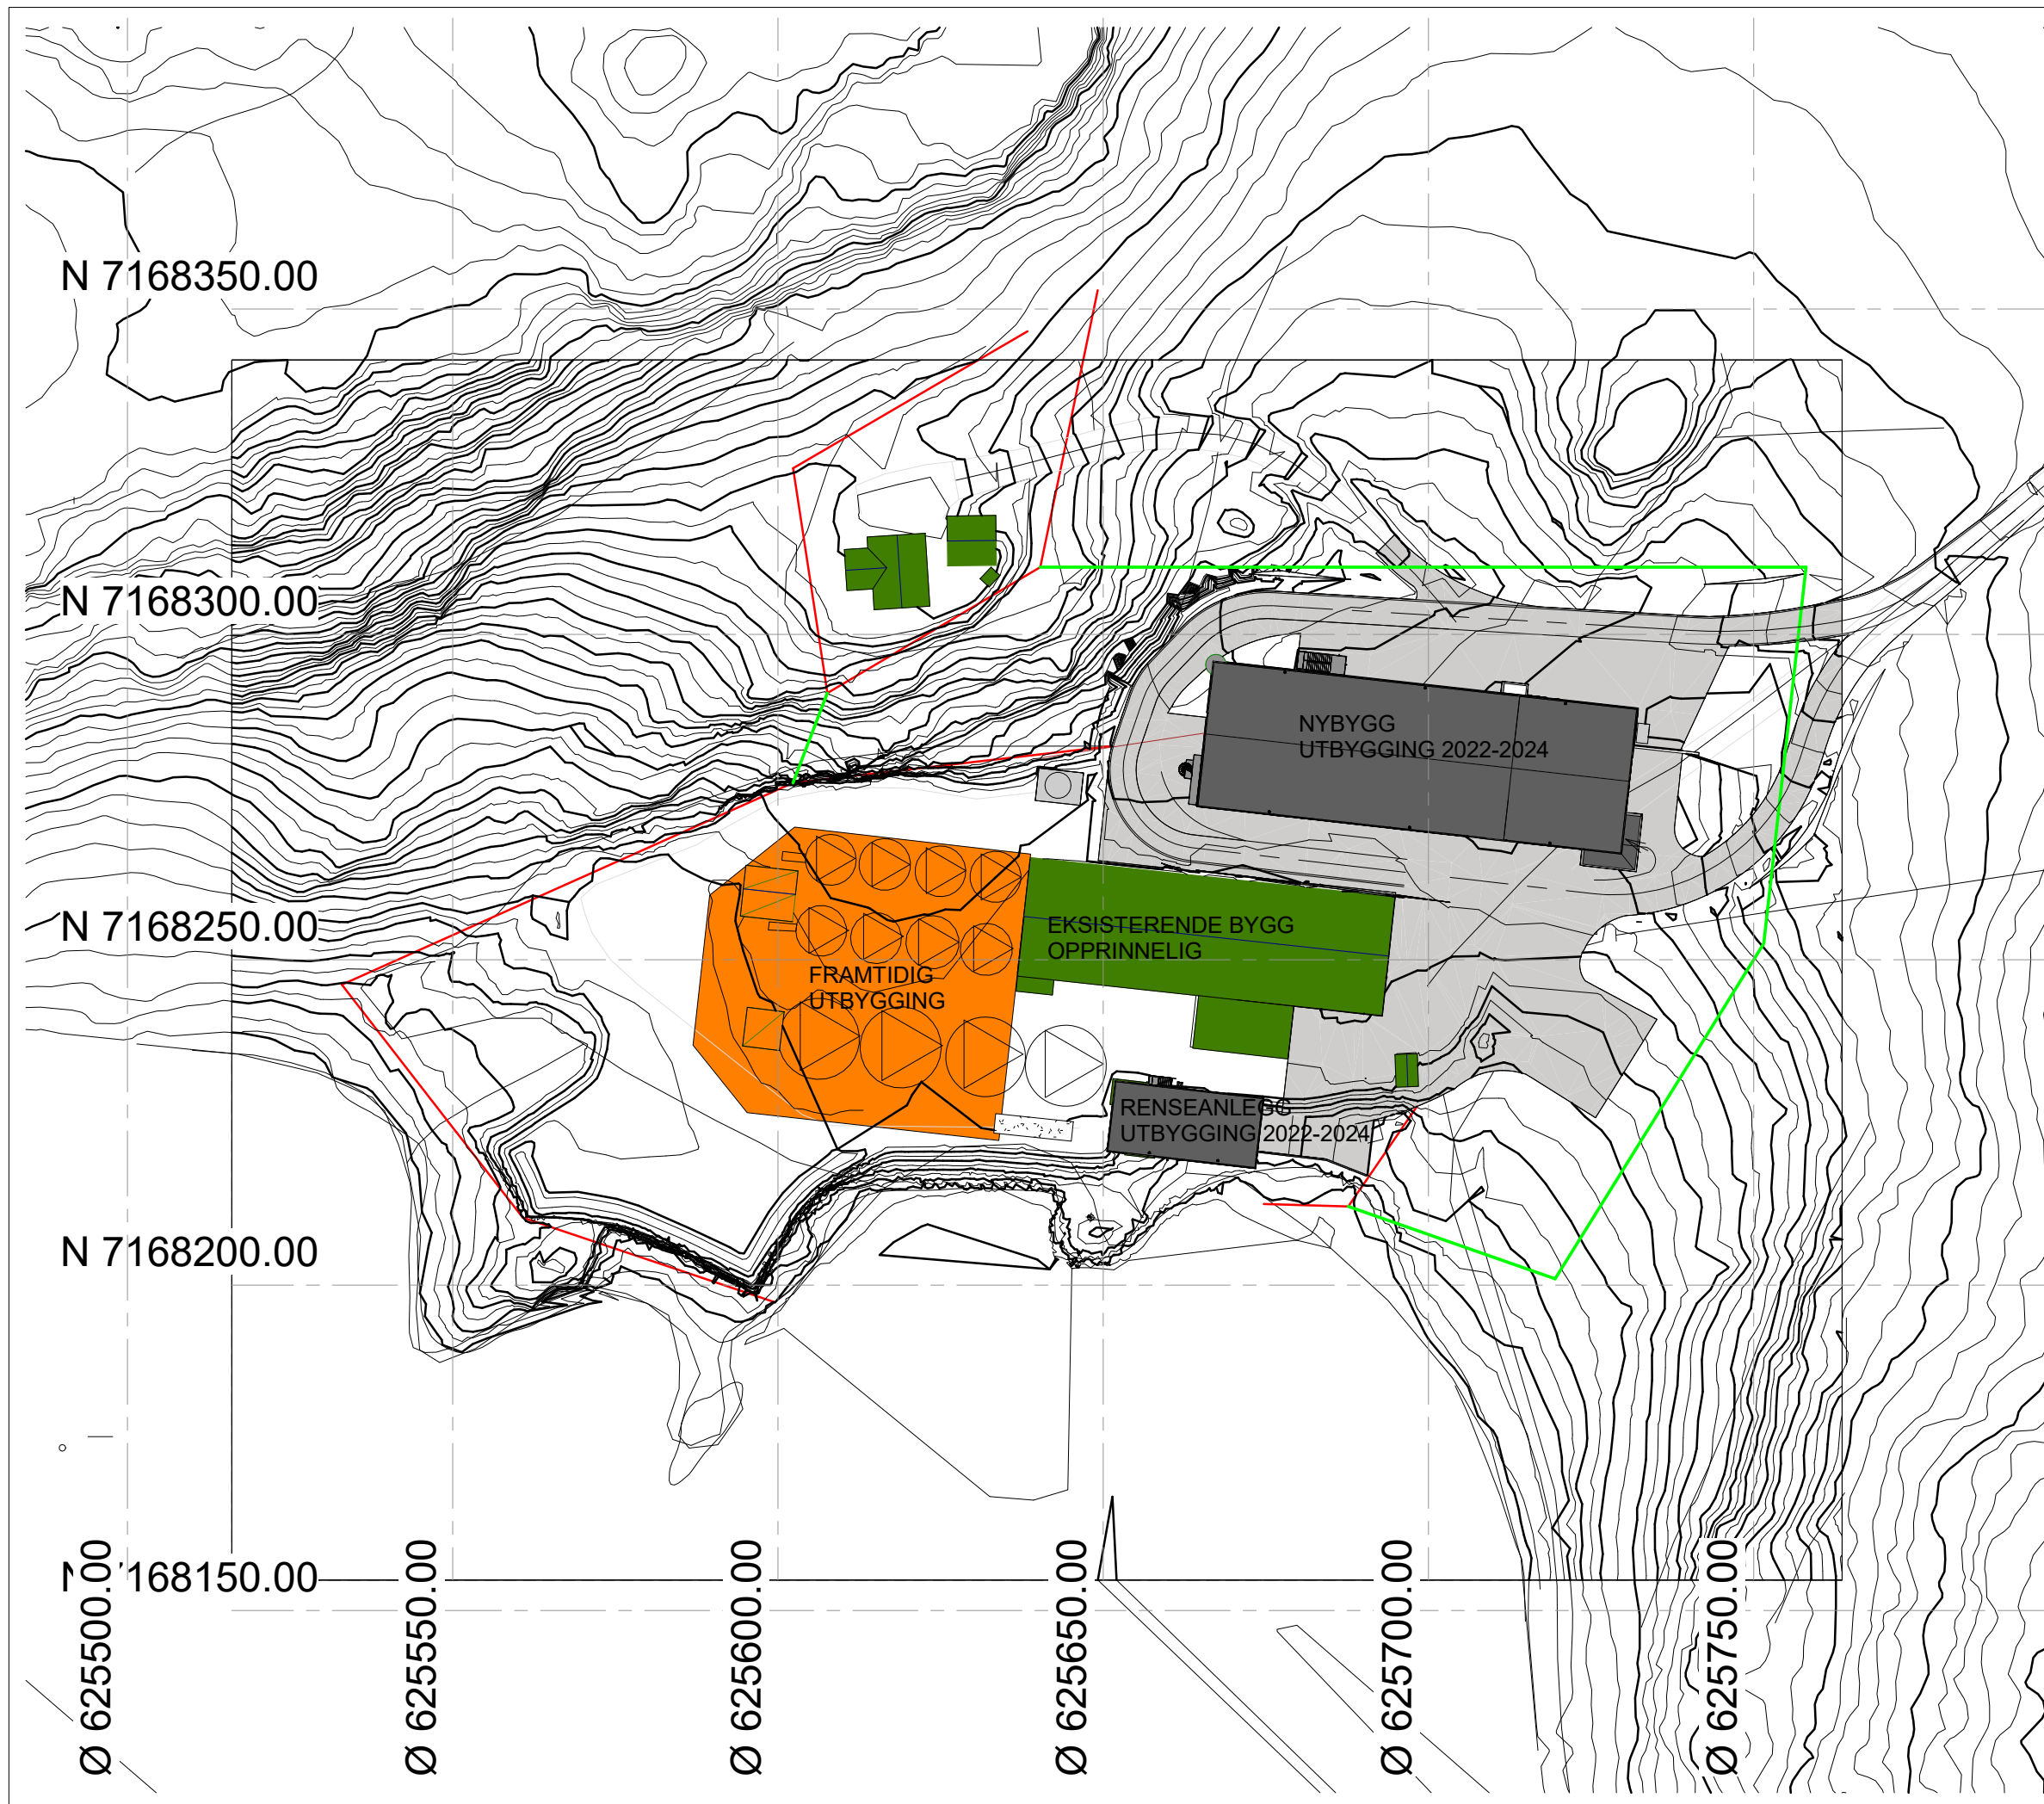 N 7168350.00
N 7168300.00
NYBYGG
UTBYGGING 2022-2024
N 7168250.00
EKSISTERENDE BYGG
OPPRINNELIG
FRAMTIDIG
UTBYGGING
RENSEANLEGG
UTBYGGING 2022-2024
N 7168200.00
N 7168150.00
Ø 625500.00
Ø 625550.00
Ø 625600.00
Ø 625650.00
Ø 625700.00
Ø 625750.00